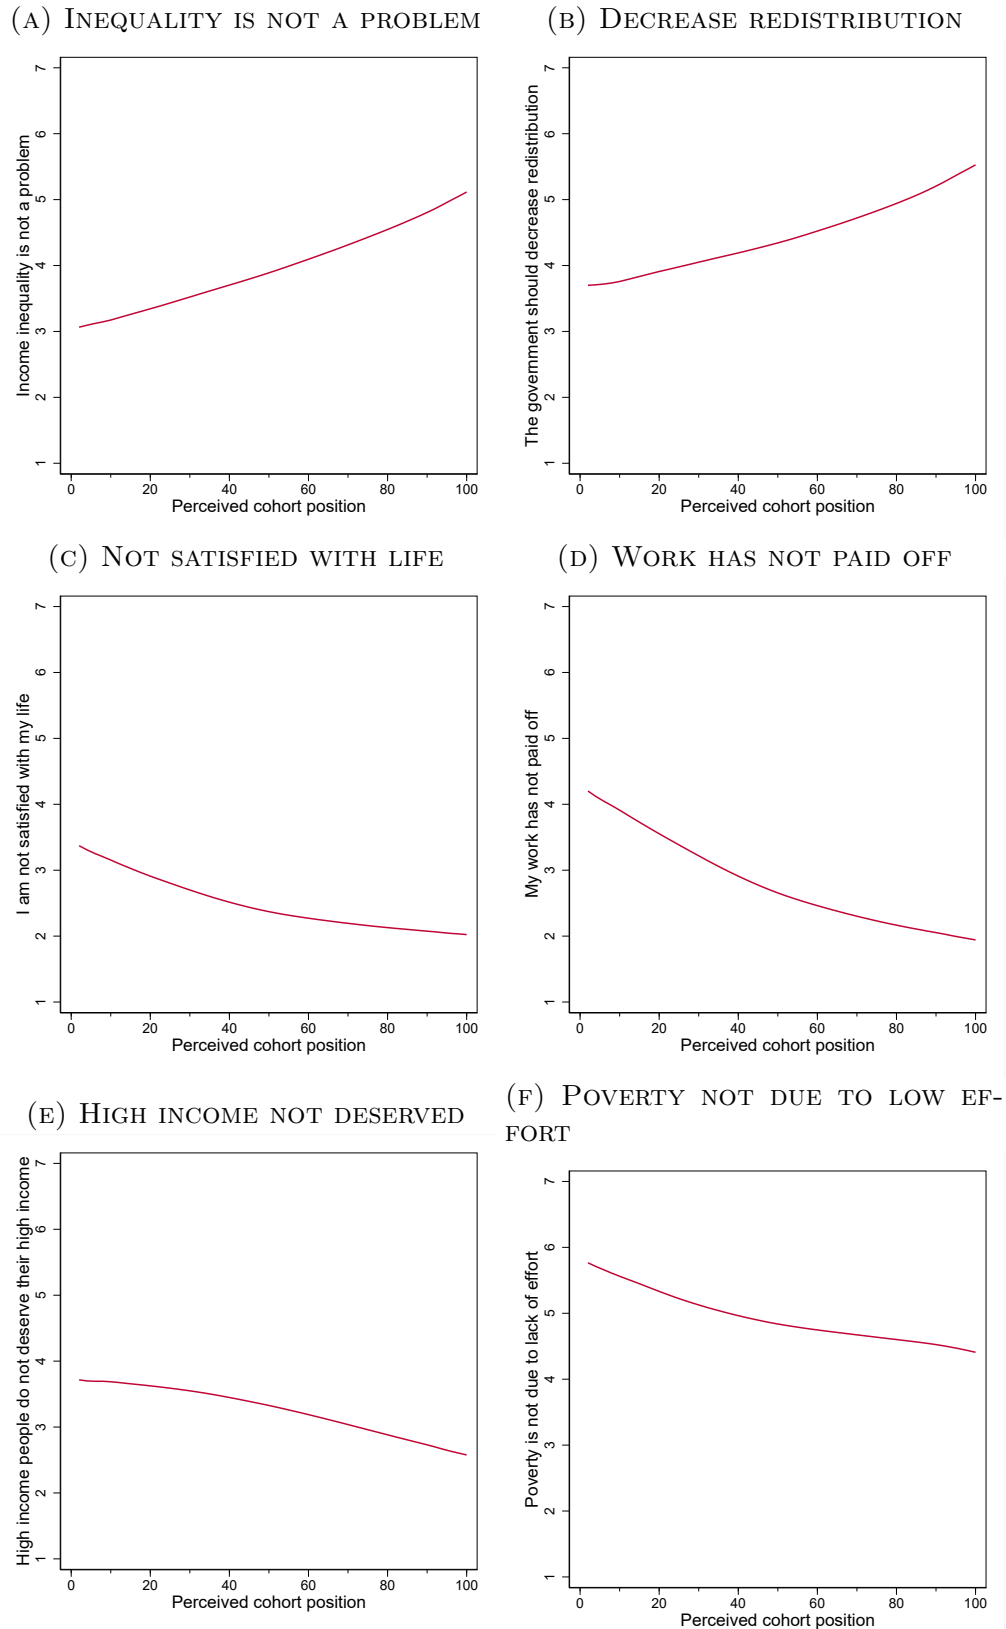 (A) Inequality is not a problem
(B) Decrease redistribution
Income inequality is not a problem
7
6
5
4
3
2
1
0 20 40 60 80 100
Perceived cohort position
The government should decrease redistribution
7
6
5
4
3
2
1
0 20 40 60 80 100
Perceived cohort position
(C) Not satisfied with life
(D) Work has not paid off
I am not satisfied with my life
7
6
5
4
3
2
1
0 20 40 60 80 100
Perceived cohort position
My work has not paid off
7
6
5
4
3
2
1
0 20 40 60 80 100
Perceived cohort position
(E) High income not deserved
(F) Poverty not due to low ef-
fort
High income people do not deserve their high income
7
6
5
4
3
2
1
0 20 40 60 80 100
Perceived cohort position
Poverty is not due to lack of effort
7
6
5
4
3
2
1
0 20 40 60 80 100
Perceived cohort position